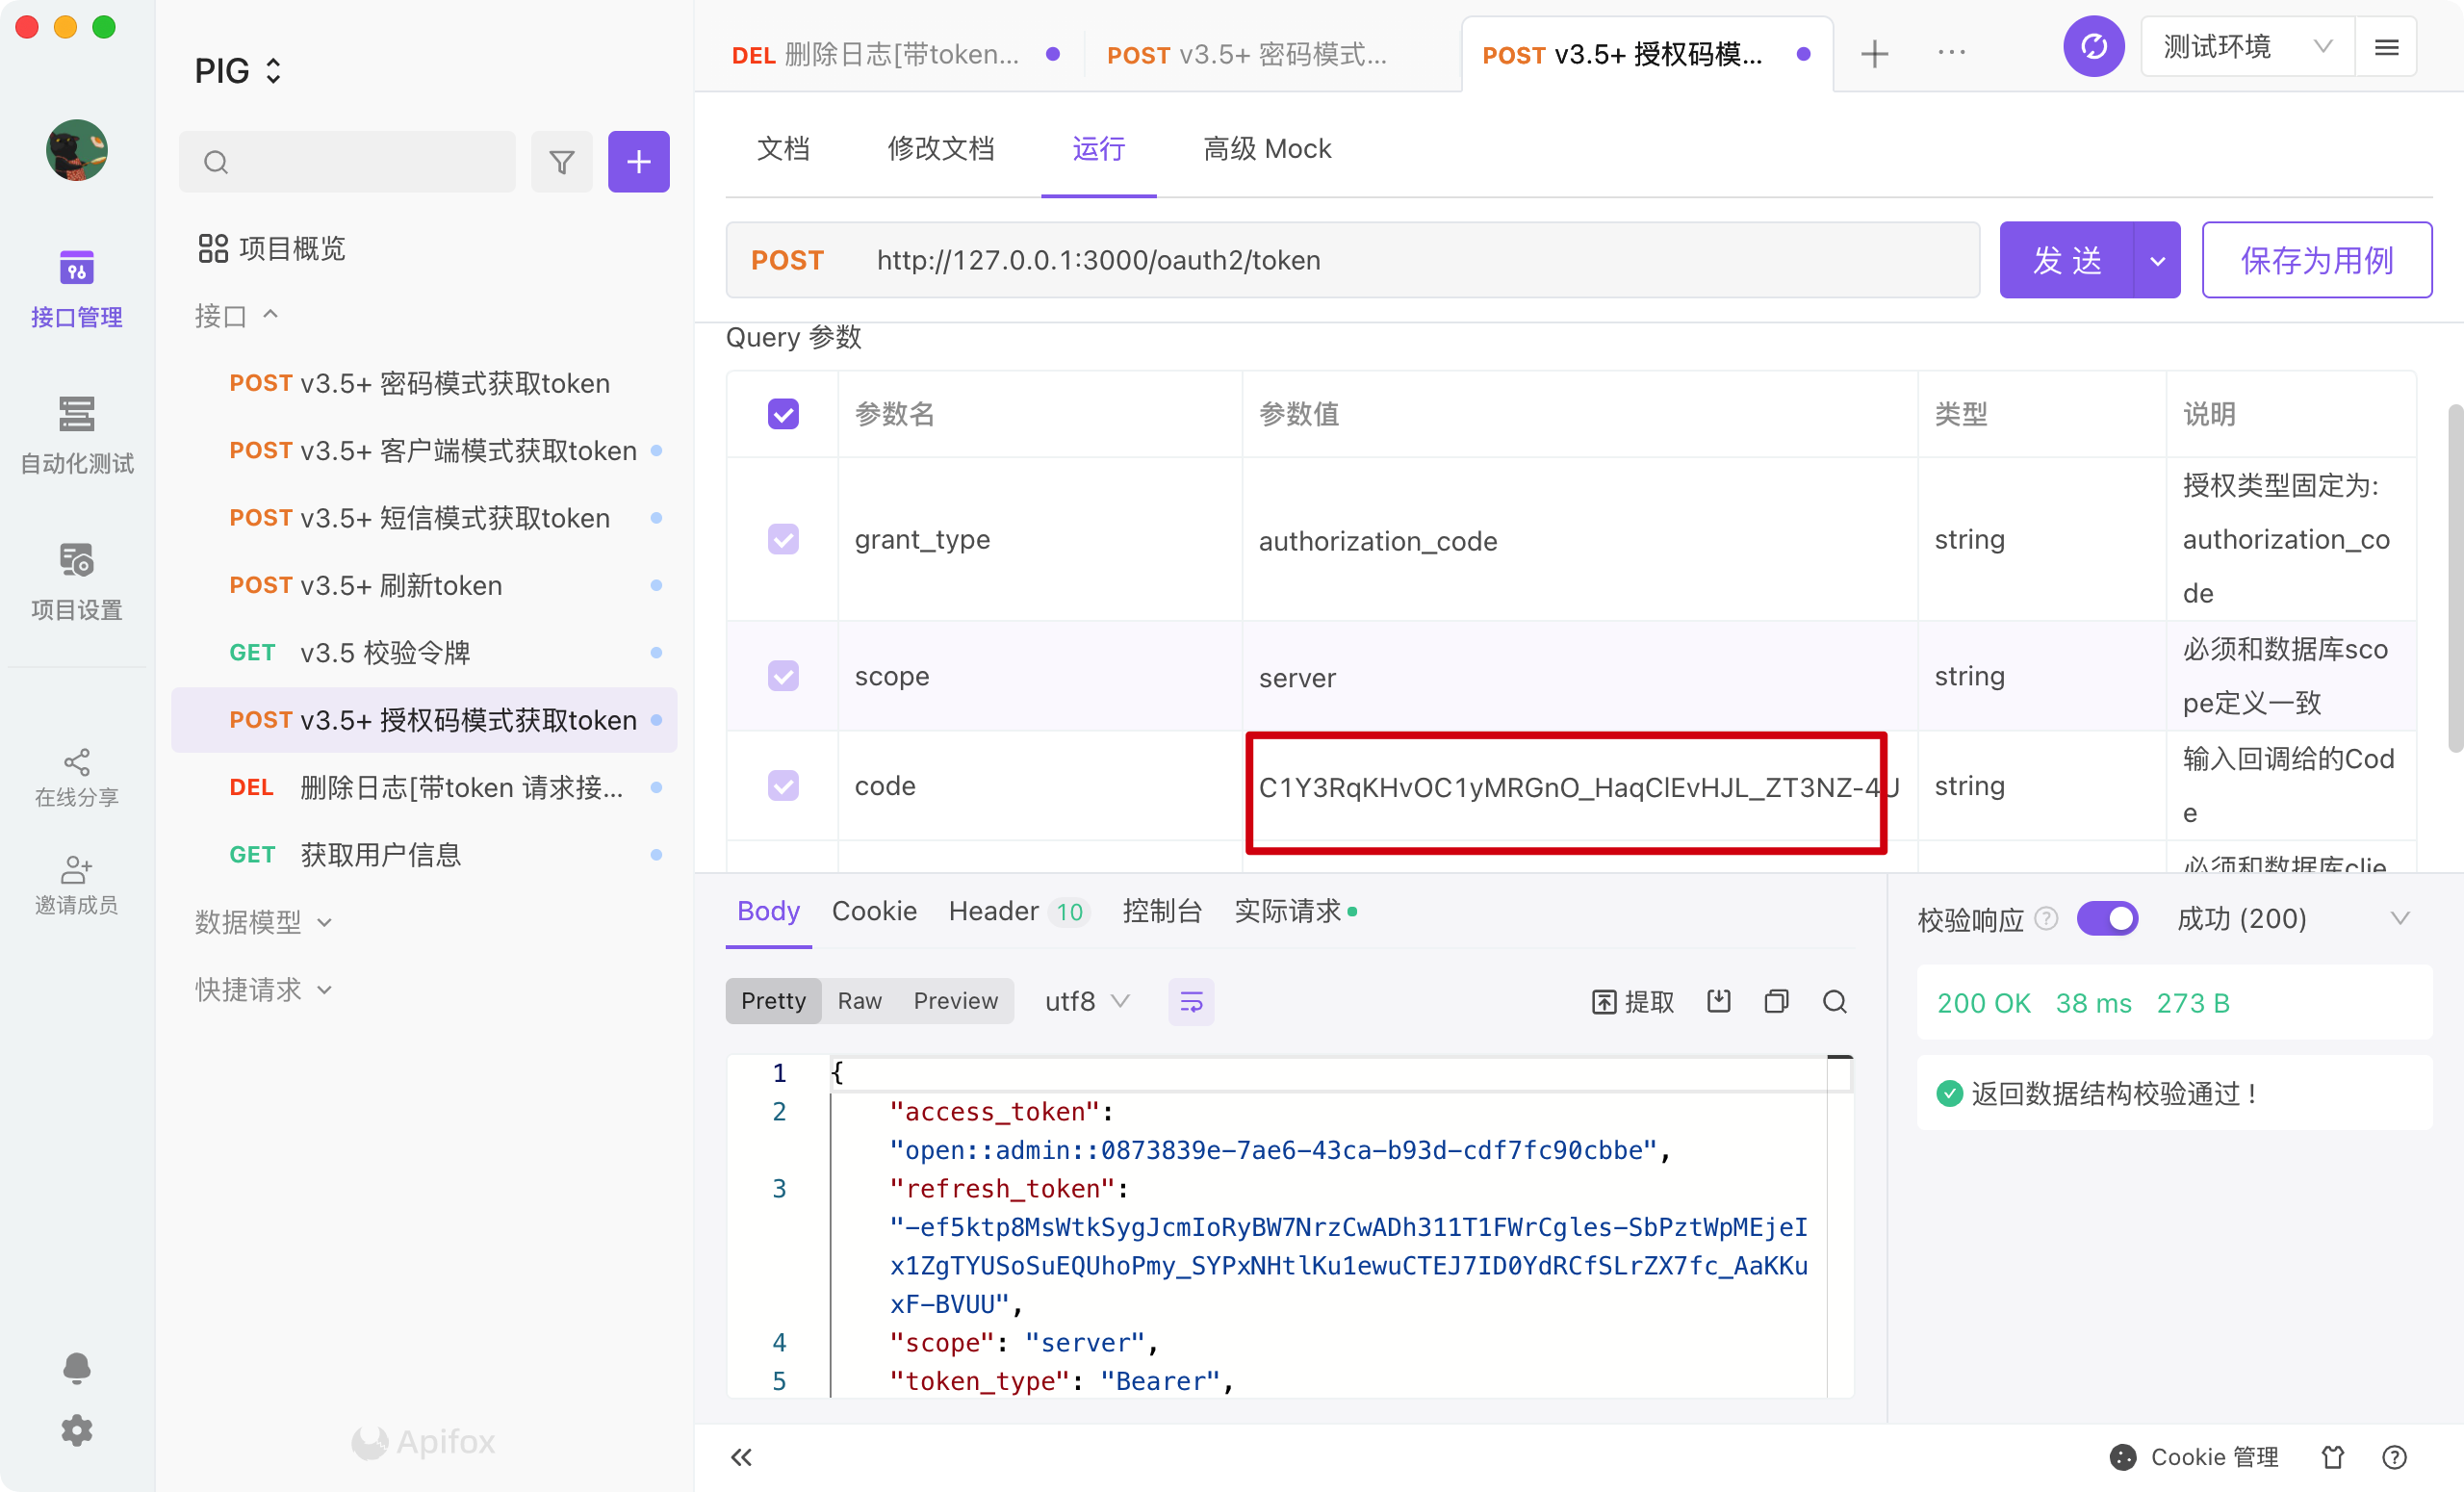 PIG
接口管理
自动化测试
项目设置
在线分享
邀请成员
项目概览
接口
POST v3.5+ 密码模式获取token
POST v3.5+ 客户端模式获取token
POST v3.5+ 短信模式获取token
POST v3.5+ 刷新token
GET v3.5 校验令牌
POST v3.5+ 授权码模式获取token
DEL 删除日志[带token 请求接...
GET 获取用户信息
数据模型
快捷请求
Apifox
DEL 删除日志[带token... POST v3.5+ 密码模式... POST v3.5+ 授权码模... ··· 测试环境
文档 修改文档 运行 高级 Mock
POST http://127.0.0.1:3000/oauth2/token 发 送 保存为用例
Query 参数
参数名 参数值 类型 说明
grant_type authorization_code string 授权类型固定为:
authorization_co
de
scope server string 必须和数据库sco
pe定义一致
code C1Y3RqKHvOC1yMRGnO_HaqClEvHJL_ZT3NZ-4U string 输入回调给的Cod
e
必须和数据库clie
Body Cookie Header 10 控制台 实际请求
Pretty Raw Preview utf8 提取
1 {
2 "access_token":
"open::admin::0873839e-7ae6-43ca-b93d-cdf7fc90cbbe",
3 "refresh_token":
"-ef5ktp8MsWtkSygJcmIoRyBW7NrzCwADh311T1FWrCgles-SbPztWpMEjeI
x1ZgTYUSoSuEQUhoPmy_SYPxNHtlKu1ewuCTEJ7ID0YdRCfSLrZX7fc_AaKKu
xF-BVUU",
4 "scope": "server",
5 "token_type": "Bearer",
校验响应 ? 成功 (200)
200 OK 38 ms 273 B
返回数据结构校验通过 !
Cookie 管理 ?